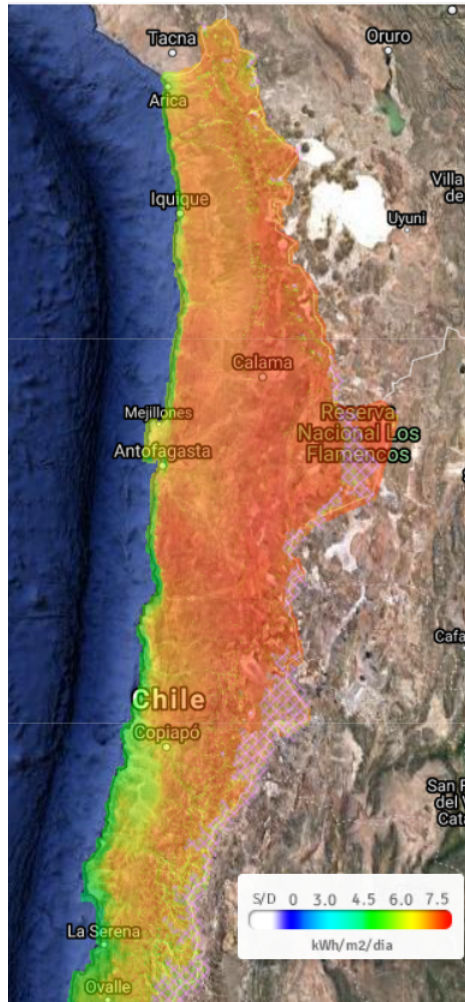 Tacna
Oruro
Arica
Villa
de
Iquique
Uyuni
Calama
Mejillones
Reserva
Nacional Los
Flamencos
Antofagasta
Cafa
Chile
Copiapó
San F
del V
Cata
S/D 0 3.0 4.5 6.0 7.5
kWh/m2/dia
La Serena
Ovalle